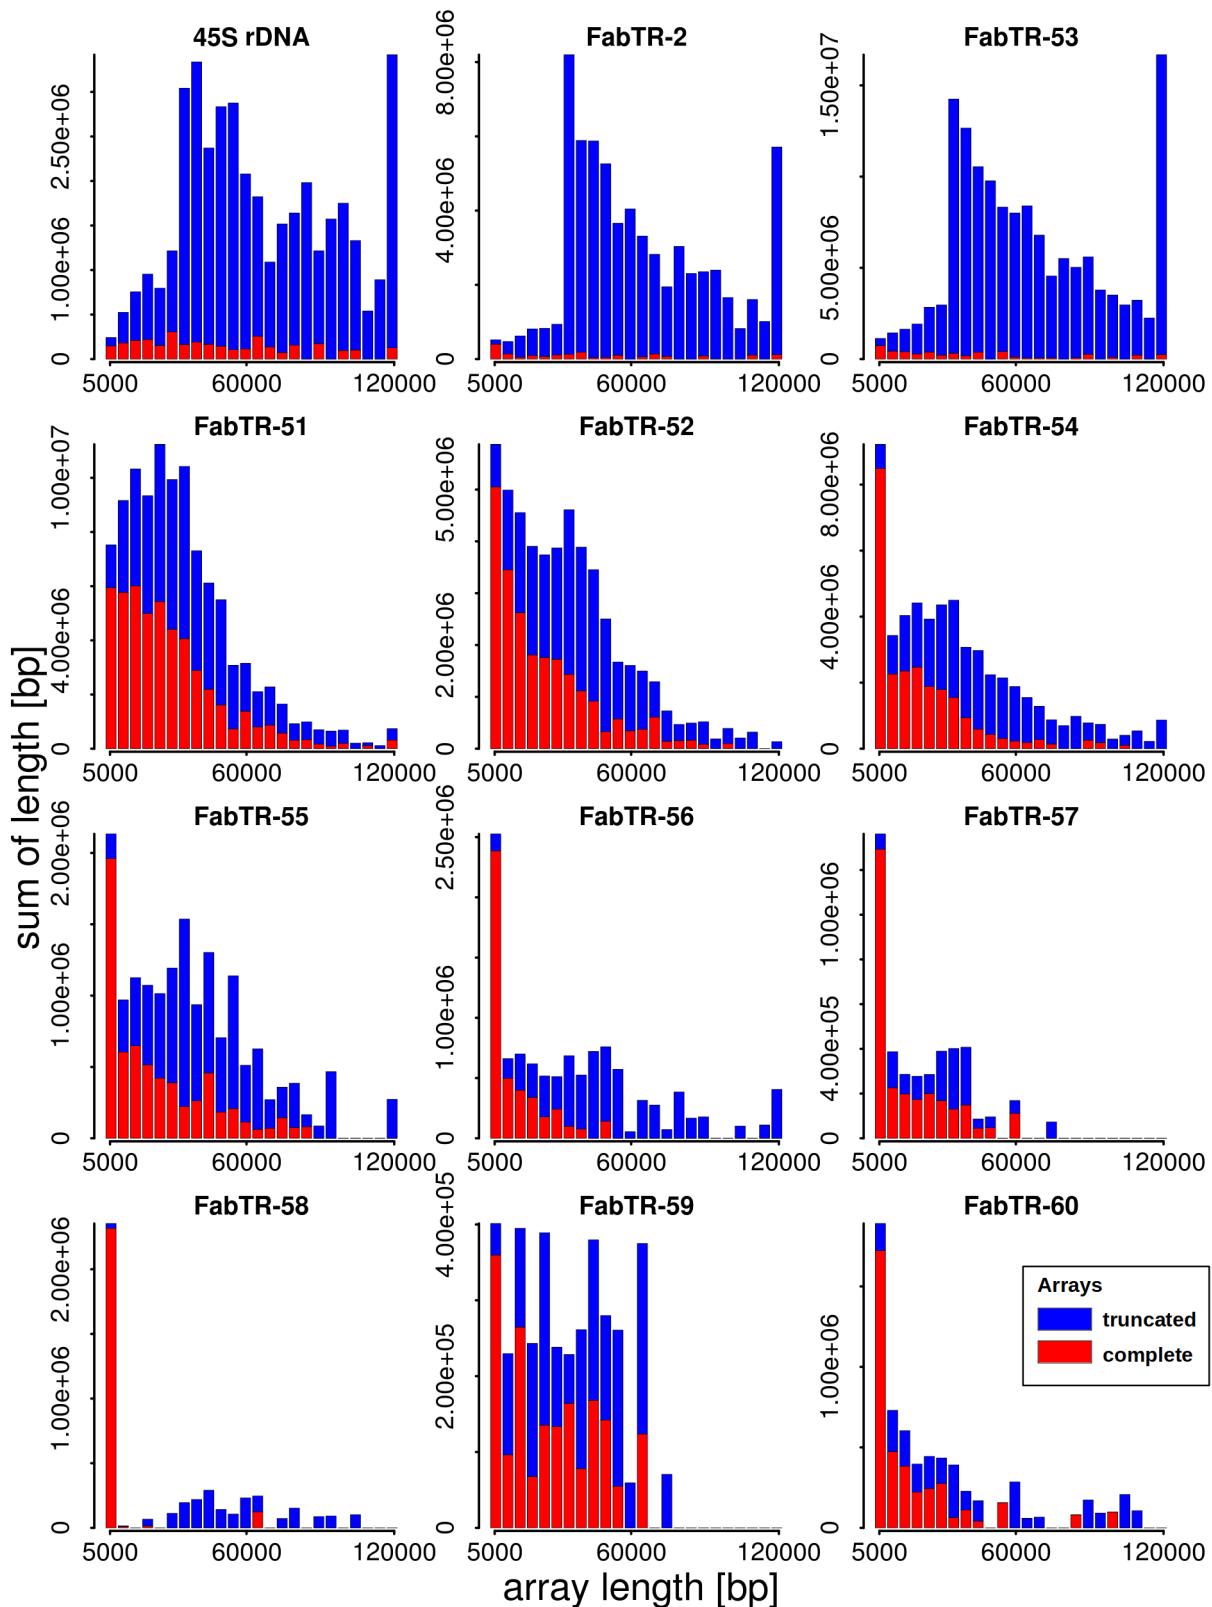 45S rDNA
0
1.00e+06
2.50e+06
5000
60000
120000
FabTR-2
0
4.00e+06
8.00e+06
5000
60000
120000
FabTR-53
0
5.00e+06
1.50e+07
5000
60000
120000
FabTR-51
0
4.00e+06
1.00e+07
5000
60000
120000
FabTR-52
0
2.00e+06
5.00e+06
5000
60000
120000
FabTR-54
0
4.00e+06
8.00e+06
5000
60000
120000
sum of length [bp]
FabTR-55
0
1.00e+06
2.00e+06
5000
60000
120000
FabTR-56
0
1.00e+06
2.50e+06
5000
60000
120000
FabTR-57
0
4.00e+05
1.00e+06
5000
60000
120000
FabTR-58
0
1.00e+06
2.00e+06
5000
60000
120000
FabTR-59
0
2.00e+05
4.00e+05
5000
60000
120000
FabTR-60
0
1.00e+06
5000
60000
120000
Arrays
truncated
complete
array length [bp]